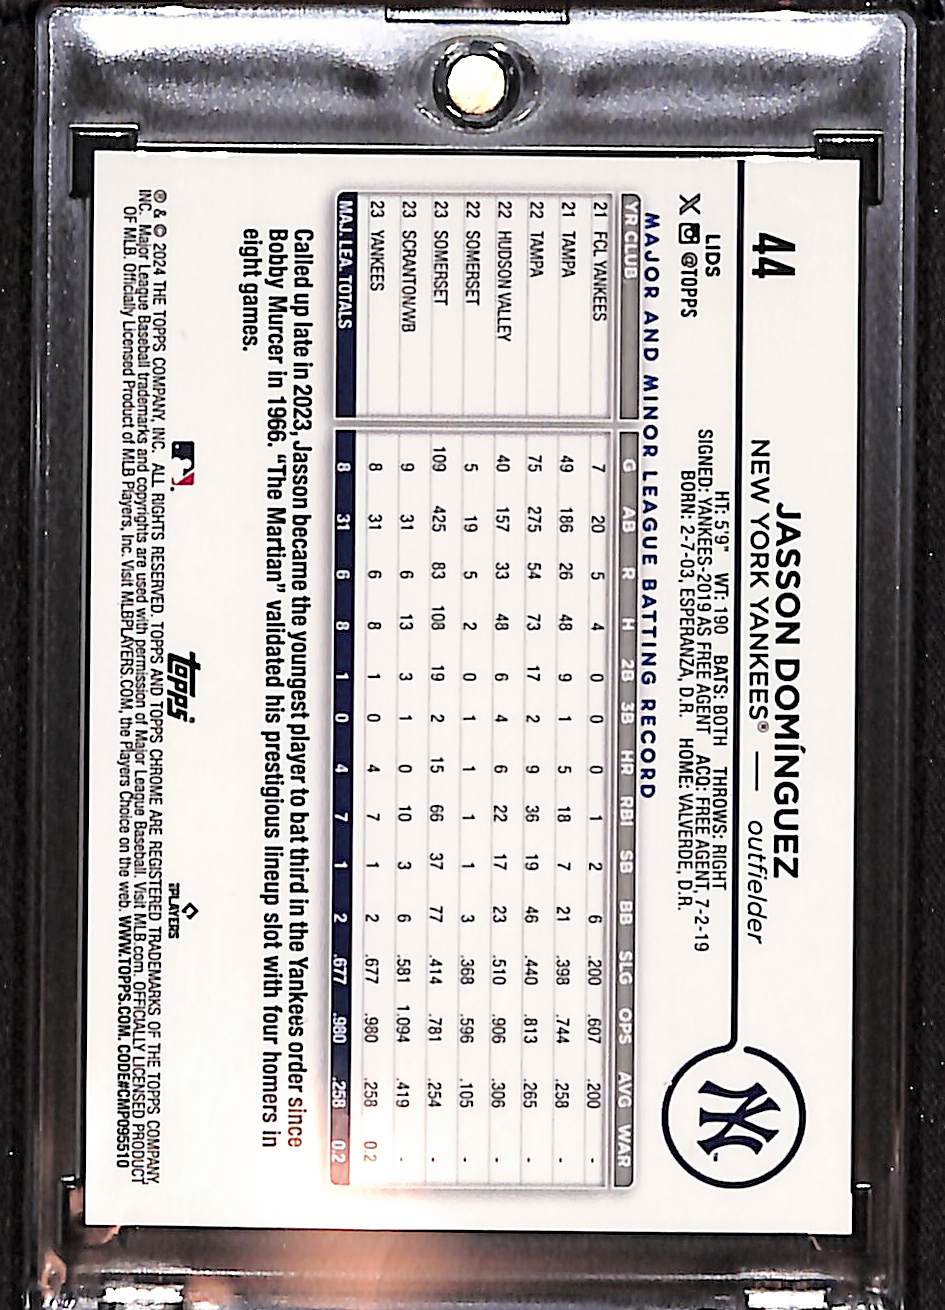 44
JASSON DOMÍNGUEZ
NEW YORK YANKEES® — outfielder
LIDS
@TOPPS
HT: 5'9" WT: 190 BATS: BOTH THROWS: RIGHT
SIGNED: YANKEES-2019 AS FREE AGENT ACQ: FREE AGENT, 7-2-19
BORN: 2-7-03, ESPERANZA, D.R. HOME: VALVERDE, D.R.
MAJOR AND MINOR LEAGUE BATTING RECORD
YR CLUB G AB R H 2B 3B HR RBI SB BB SLG OPS AVG WAR
21 FCL YANKEES 7 20 5 4 0 0 0 1 2 6 .200 .607 .200 -
21 TAMPA 49 186 26 48 9 1 5 18 7 21 .398 .744 .258 -
22 TAMPA 75 275 54 73 17 2 9 36 19 46 .440 .813 .265 -
22 HUDSON VALLEY 40 157 33 48 6 4 6 22 17 23 .510 .906 .306 -
22 SOMERSET 5 19 5 2 0 1 1 1 1 3 .368 .596 .105 -
23 SOMERSET 109 425 83 108 19 2 15 66 37 77 .414 .781 .254 -
23 SCRANTON/WB 9 31 6 13 3 1 0 10 3 6 .581 1.094 .419 -
23 YANKEES 8 31 6 8 1 0 4 7 1 2 .677 .980 .258 0.2
MAJ. LEA. TOTALS 8 31 6 8 1 0 4 7 1 2 .677 .980 .258 0.2
Called up late in 2023, Jasson became the youngest player to bat third in the Yankees order since
Bobby Murcer in 1966. "The Martian" validated his prestigious lineup slot with four homers in
eight games.
topps
PLAYERS
® & © 2024 THE TOPPS COMPANY, INC. ALL RIGHTS RESERVED. TOPPS AND TOPPS CHROME ARE REGISTERED TRADEMARKS OF THE TOPPS COMPANY,
INC. Major League Baseball trademarks and copyrights are used with permission of Major League Baseball. Visit MLB.com. OFFICIALLY LICENSED PRODUCT
OF MLB. Officially Licensed Product of MLB Players, Inc. Visit MLBPLAYERS.COM, the Players Choice on the web. WWW.TOPPS.COM. CODE#CMP095510